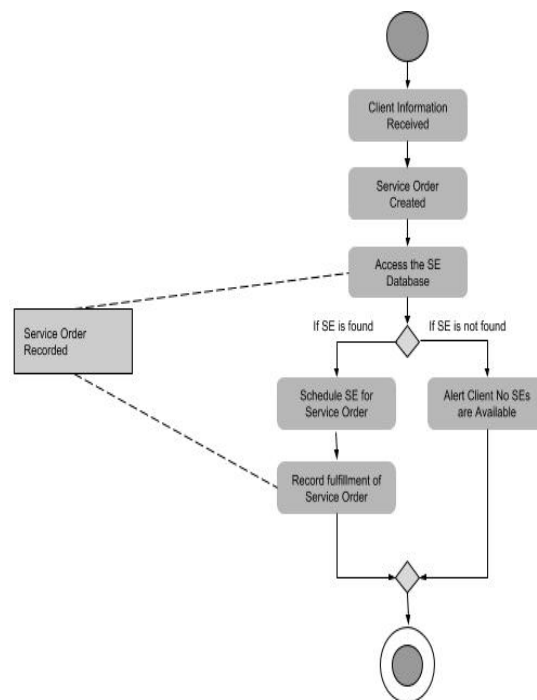 Client Information
Received
Service Order
Created
Access the SE
Database
Service Order
Recorded
If SE is found
If SE is not found
Schedule SE for
Service Order
Alert Client No SEs
are Available
Record fulfillment of
Service Order